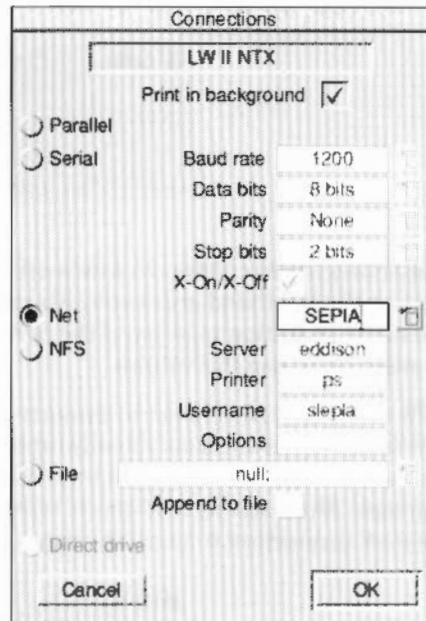 Connections
LW II NTX
Print in background
Parallel
Serial Baud rate 1200
Data bits 8 bits
Parity None
Stop bits 2 bits
X-On/X-Off
Net SEPIA
NFS Server eddison
Printer ps
Username slepia
Options
File null:
Append to file
Direct drive
Cancel OK